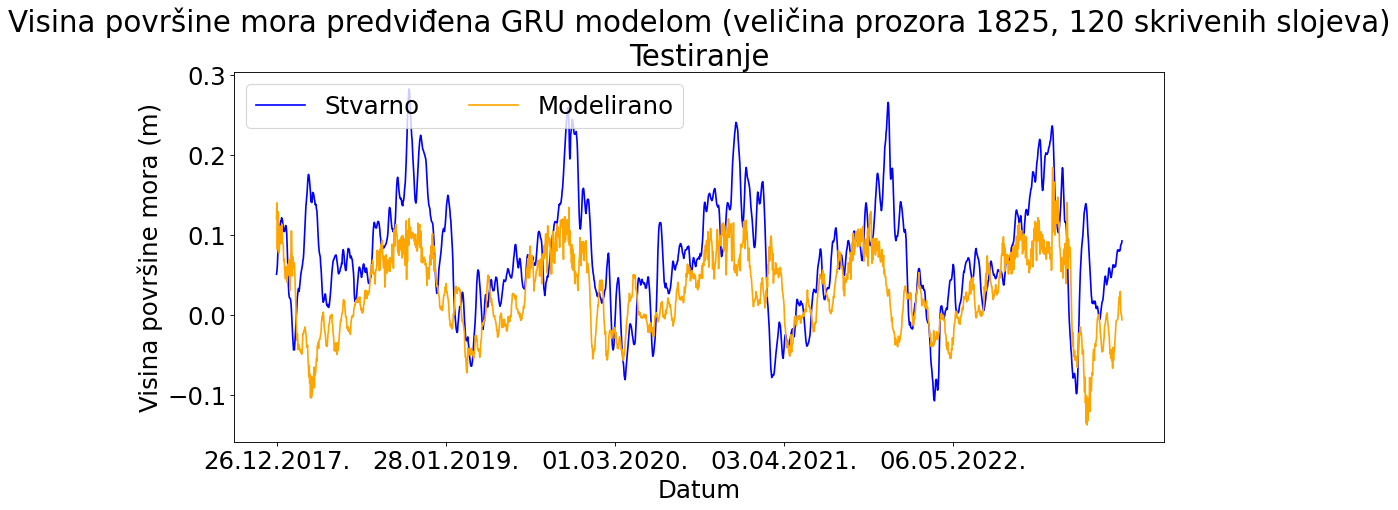 Visina površine mora predviđena GRU modelom (veličina prozora 1825, 120 skrivenih slojeva)
Testiranje
Stvarno
Modelirano
Visina površine mora (m)
0.3
0.2
0.1
0.0
−0.1
26.12.2017.
28.01.2019.
01.03.2020.
03.04.2021.
06.05.2022.
Datum